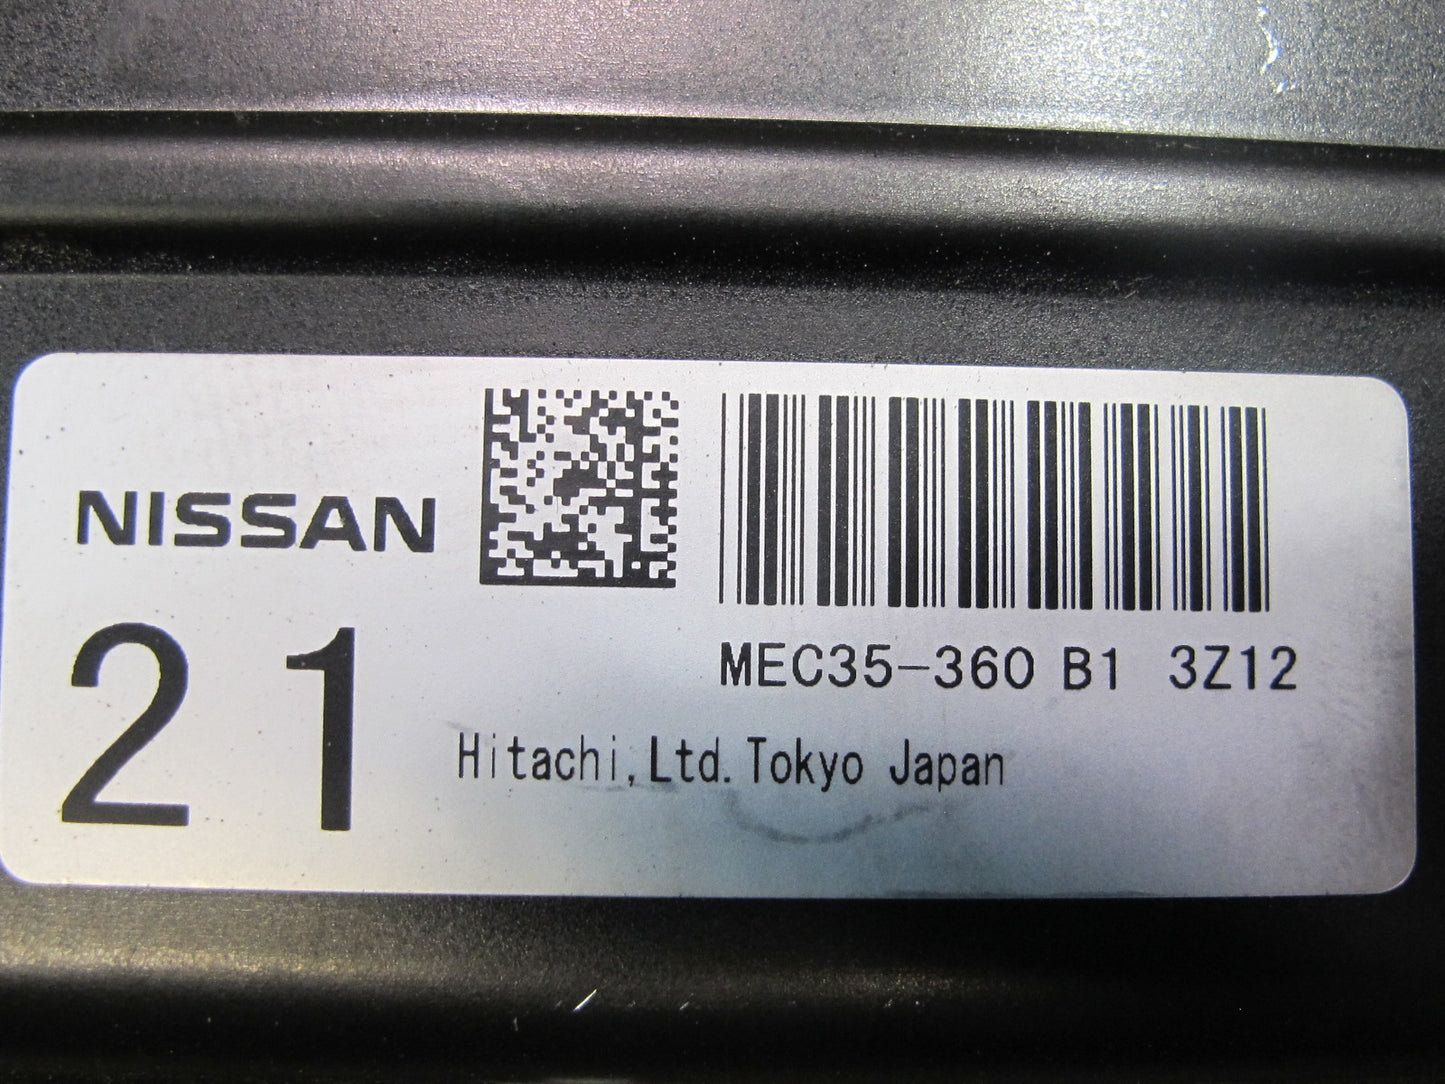 NISSAN
MEC35-360 B1 3Z12
21
Hitachi,Ltd.Tokyo Japan